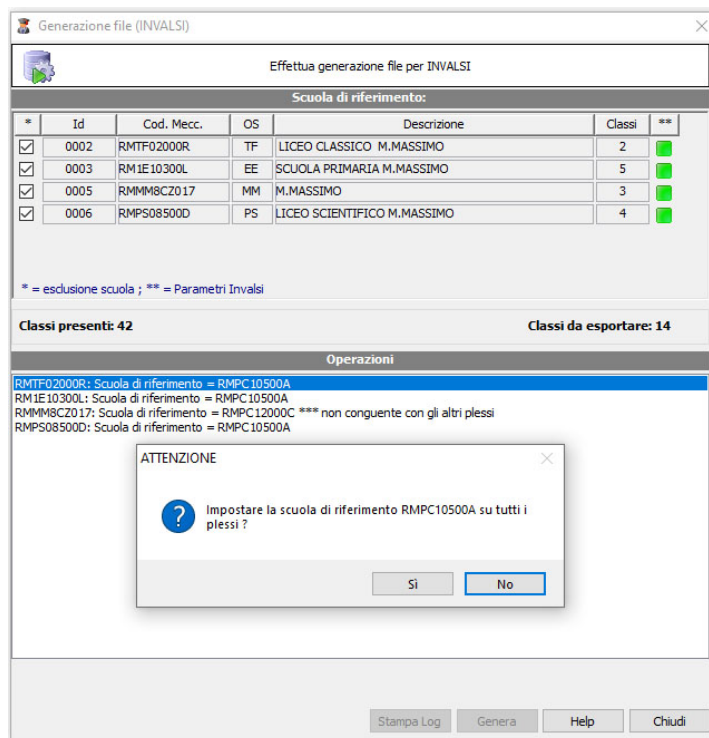 Generazione file (INVALSI)
Effettua generazione file per INVALSI
Scuola di riferimento:
* Id Cod. Mecc. OS Descrizione Classi **
0002 RMTF02000R TF LICEO CLASSICO M.MASSIMO 2
0003 RM1E10300L EE SCUOLA PRIMARIA M.MASSIMO 5
0005 RMMM8CZ017 MM M.MASSIMO 3
0006 RMPS08500D PS LICEO SCIENTIFICO M.MASSIMO 4
* = esclusione scuola ; ** = Parametri Invalsi
Classi presenti: 42 Classi da esportare: 14
Operazioni
RMTF02000R: Scuola di riferimento = RMPC10500A
RM1E10300L: Scuola di riferimento = RMPC10500A
RMMM8CZ017: Scuola di riferimento = RMPC12000C *** non conguente con gli altri plessi
RMPS08500D: Scuola di riferimento = RMPC10500A
ATTENZIONE
Impostare la scuola di riferimento RMPC10500A su tutti i
plessi ?
Sì No
Stampa Log Genera Help Chiudi